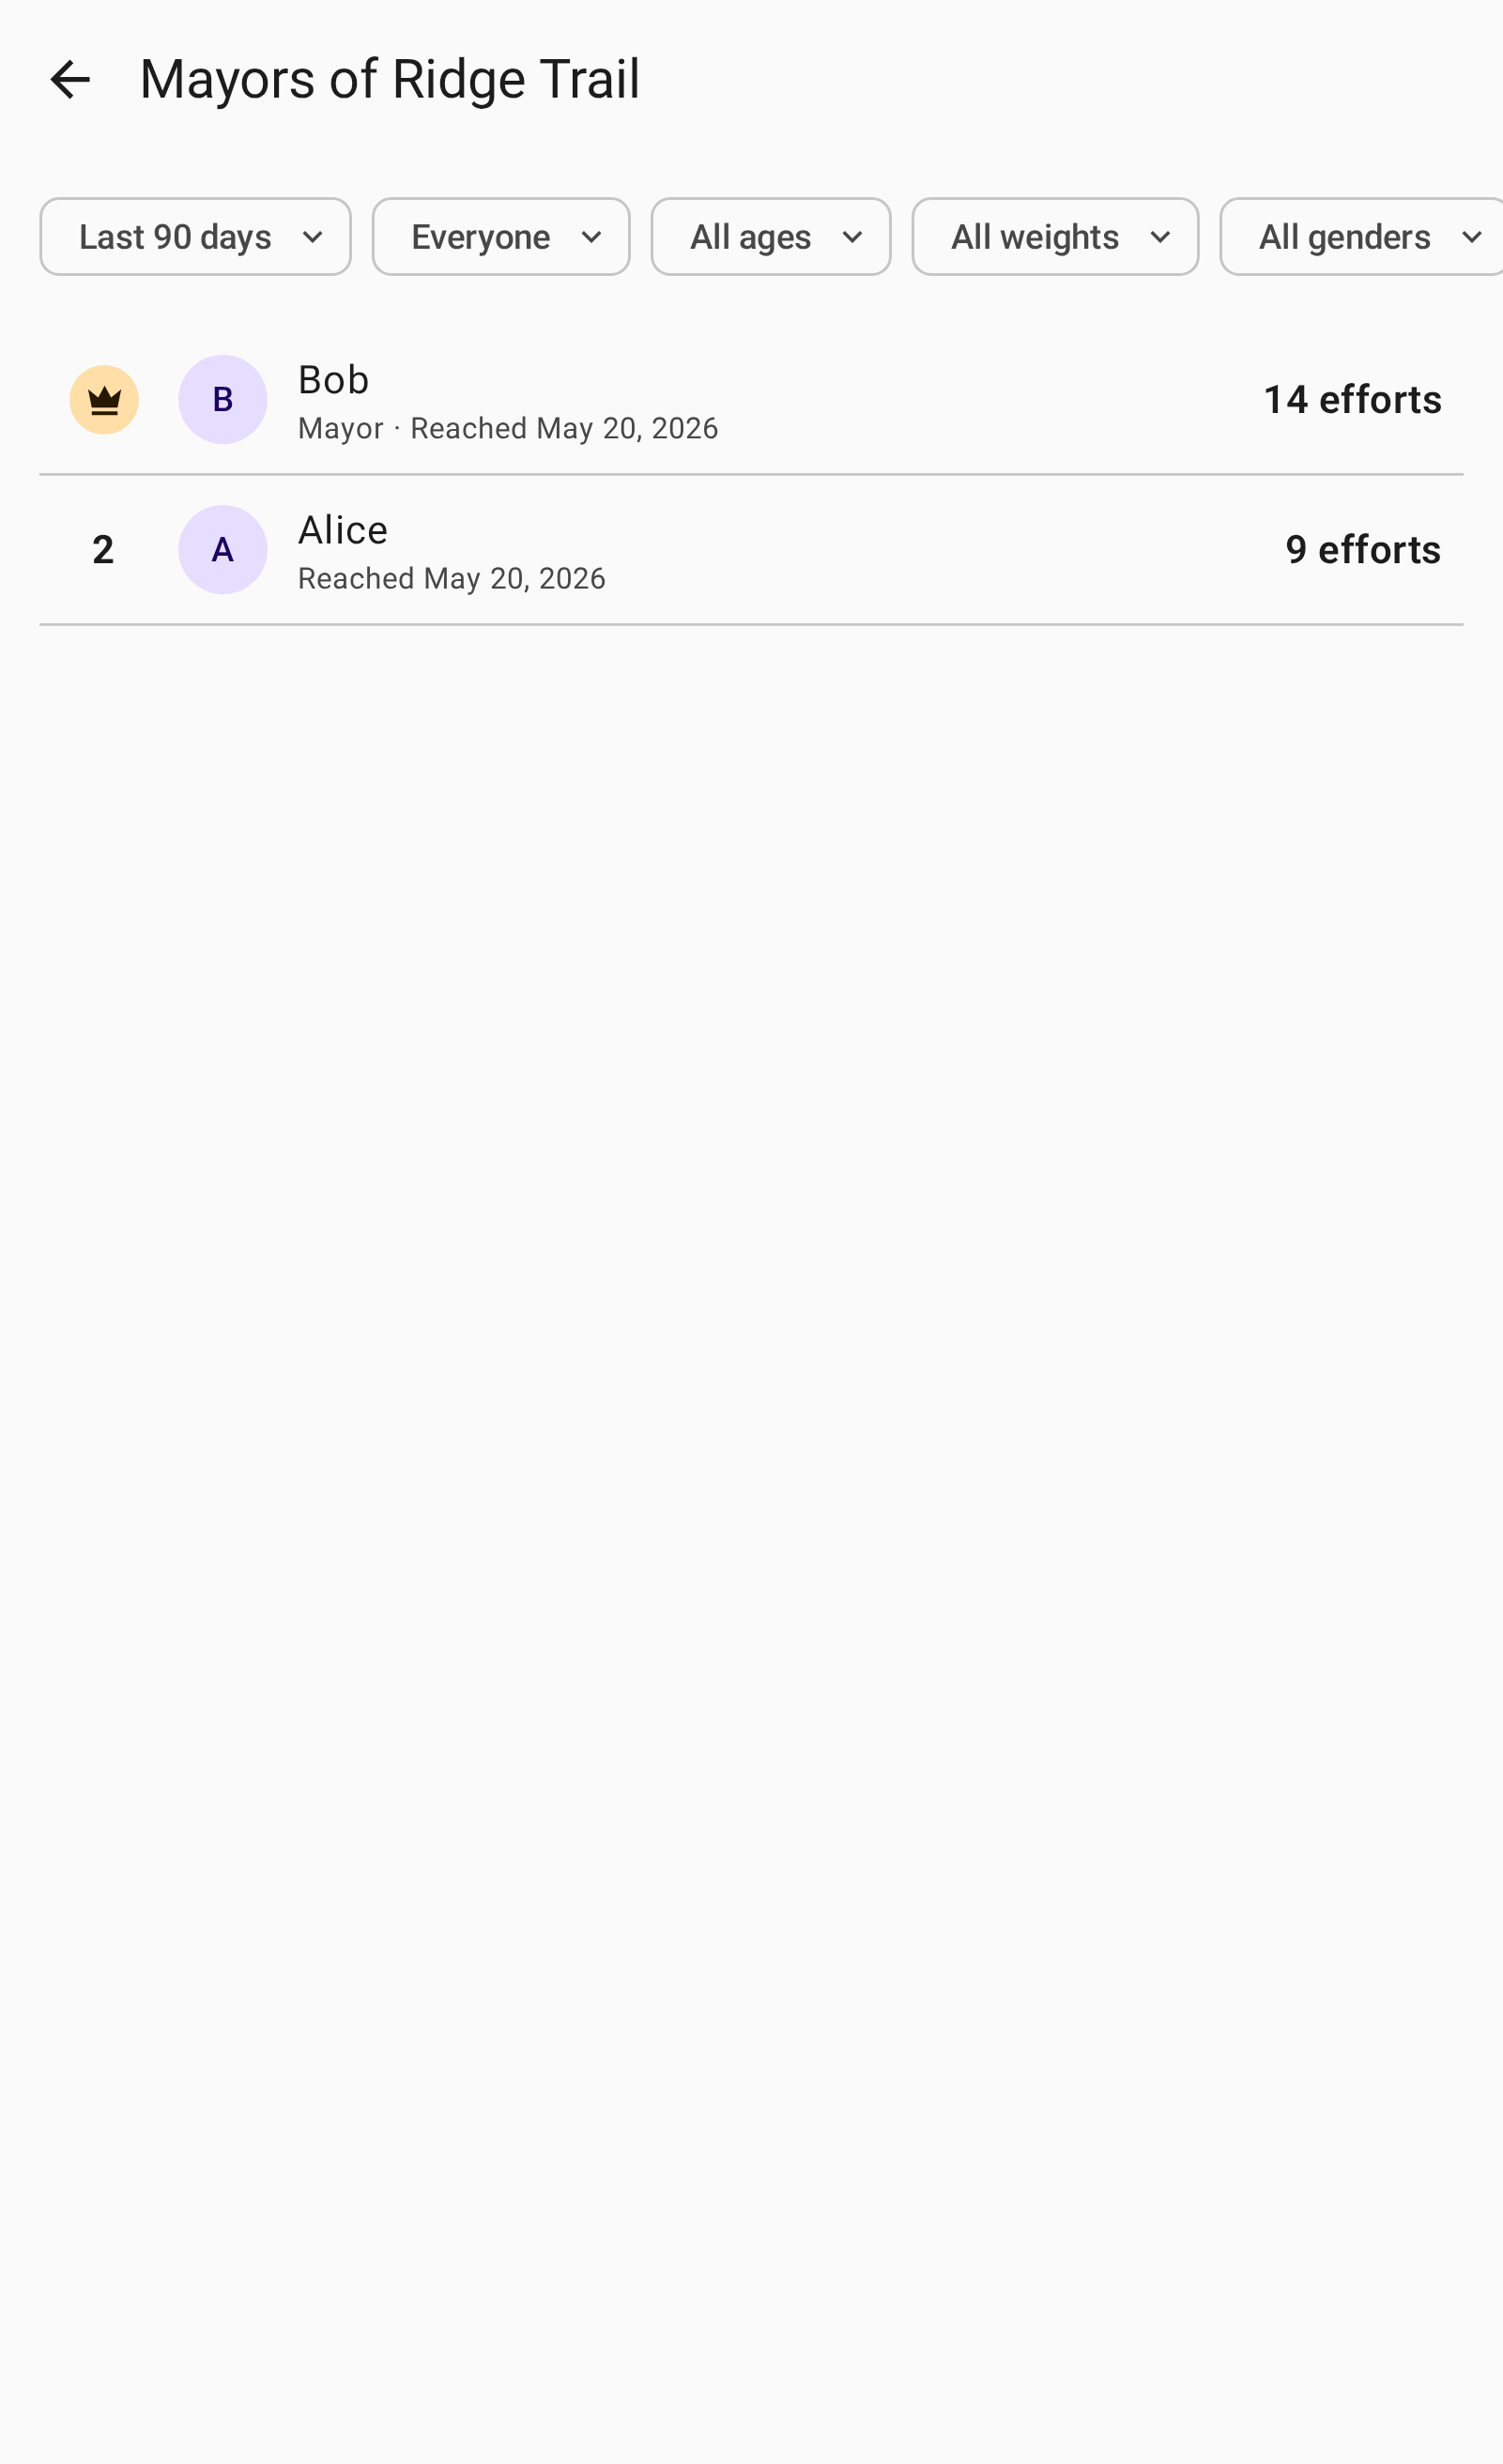 Mayors of Ridge Trail
Last 90 days Everyone All ages All weights All genders
B Bob 14 efforts
Mayor · Reached May 20, 2026
2 A Alice 9 efforts
Reached May 20, 2026